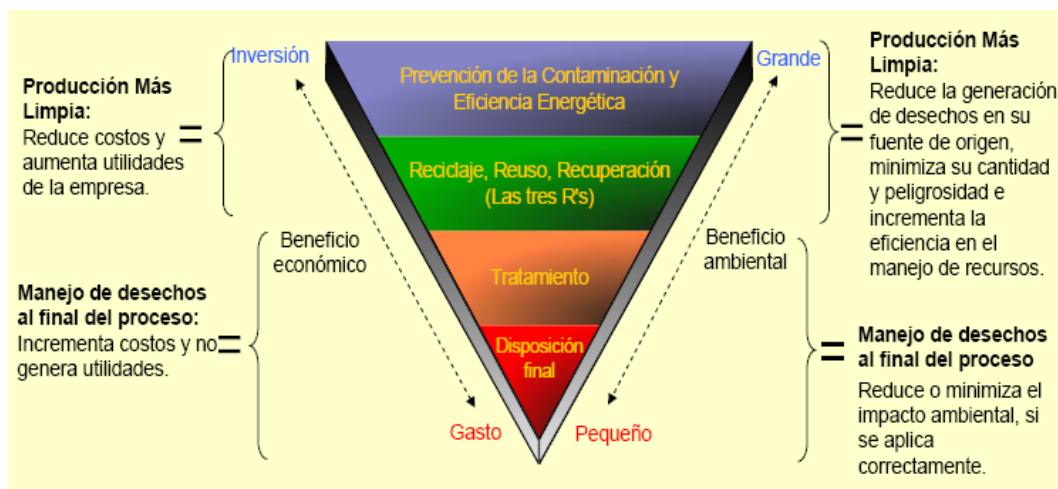 Producción Más
Limpia:
Reduce costos y
aumenta utilidades
de la empresa.
=
Manejo de desechos
al final del proceso:
Incrementa costos y no
genera utilidades.
=
Inversión
Beneficio
económico
Gasto
Prevención de la Contaminación y
Eficiencia Energética
Reciclaje, Reuso, Recuperación
(Las tres R's)
Tratamiento
Disposición
final
Grande
Beneficio
ambiental
Pequeño
=
Producción Más
Limpia:
Reduce la generación
de desechos en su
fuente de origen,
minimiza su cantidad
y peligrosidad e
incrementa la
eficiencia en el
manejo de recursos.
=
Manejo de desechos
al final del proceso
Reduce o minimiza el
impacto ambiental, si
se aplica
correctamente.